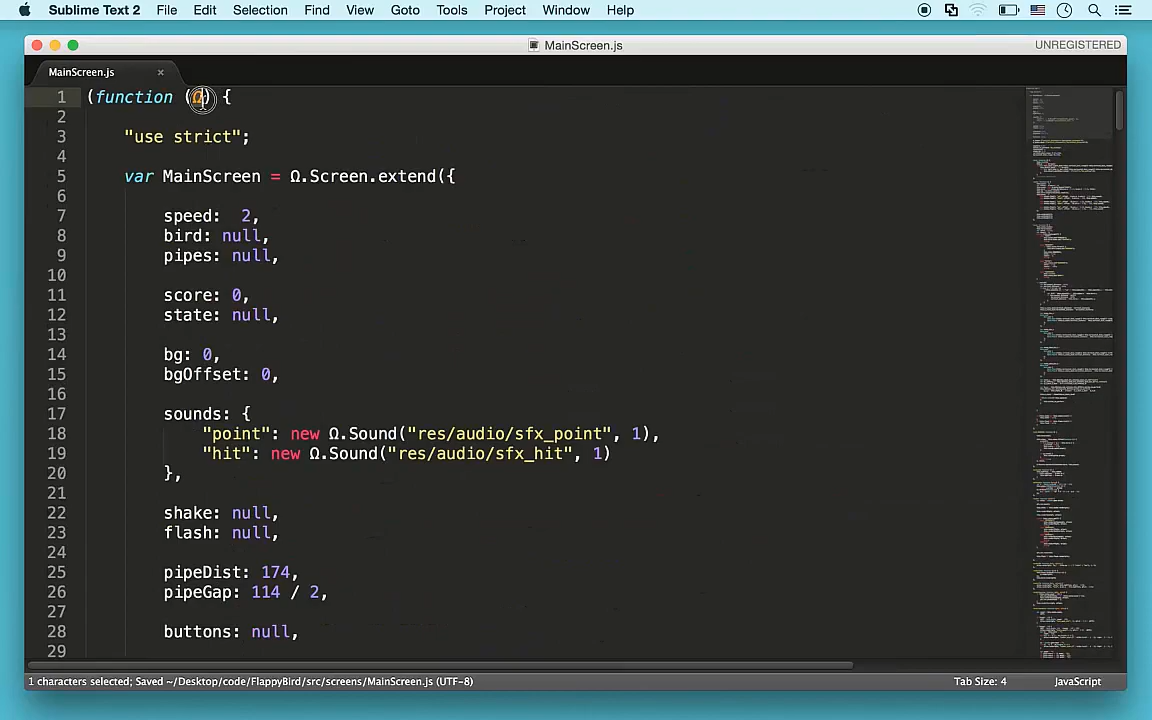 Sublime Text 2 File Edit Selection Find View Goto Tools Project Window Help
MainScreen.js UNREGISTERED
MainScreen.js ×
1 (function (Ω) {
2
3 "use strict";
4
5 var MainScreen = Ω.Screen.extend({
6
7 speed:  2,
8 bird: null,
9 pipes: null,
10
11 score: 0,
12 state: null,
13
14 bg: 0,
15 bgOffset: 0,
16
17 sounds: {
18 "point": new Ω.Sound("res/audio/sfx_point", 1),
19 "hit": new Ω.Sound("res/audio/sfx_hit", 1)
20 },
21
22 shake: null,
23 flash: null,
24
25 pipeDist: 174,
26 pipeGap: 114 / 2,
27
28 buttons: null,
29
1 characters selected; Saved ~/Desktop/code/FlappyBird/src/screens/MainScreen.js (UTF-8) Tab Size: 4 JavaScript